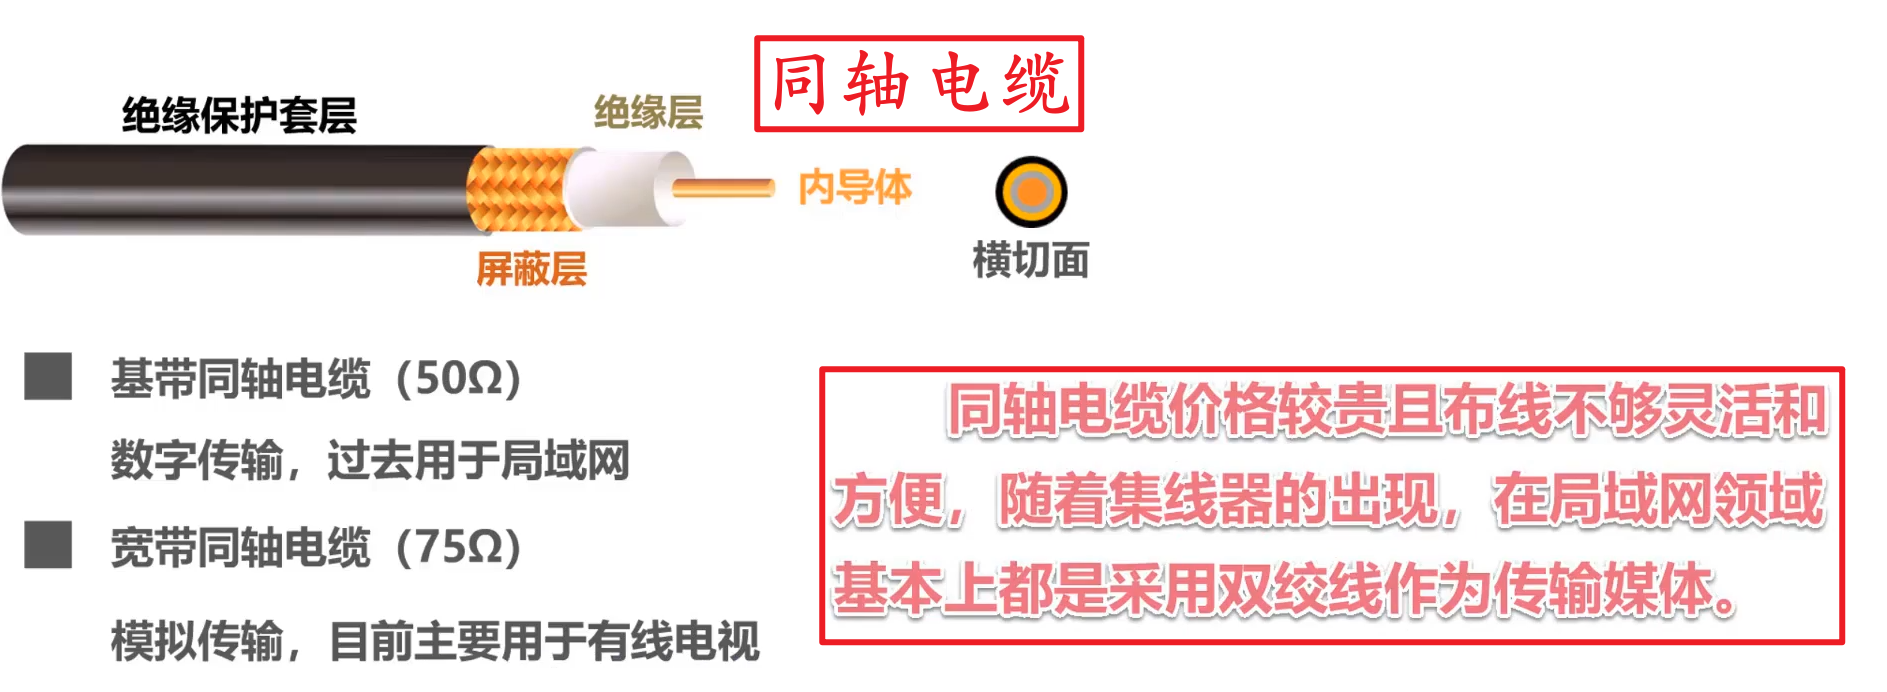 同轴电缆
绝缘保护套层
绝缘层
内导体
屏蔽层
横切面
基带同轴电缆（50Ω）
数字传输，过去用于局域网
宽带同轴电缆（75Ω）
模拟传输，目前主要用于有线电视
同轴电缆价格较贵且布线不够灵活和
方便，随着集线器的出现，在局域网领域
基本上都是采用双绞线作为传输媒体。